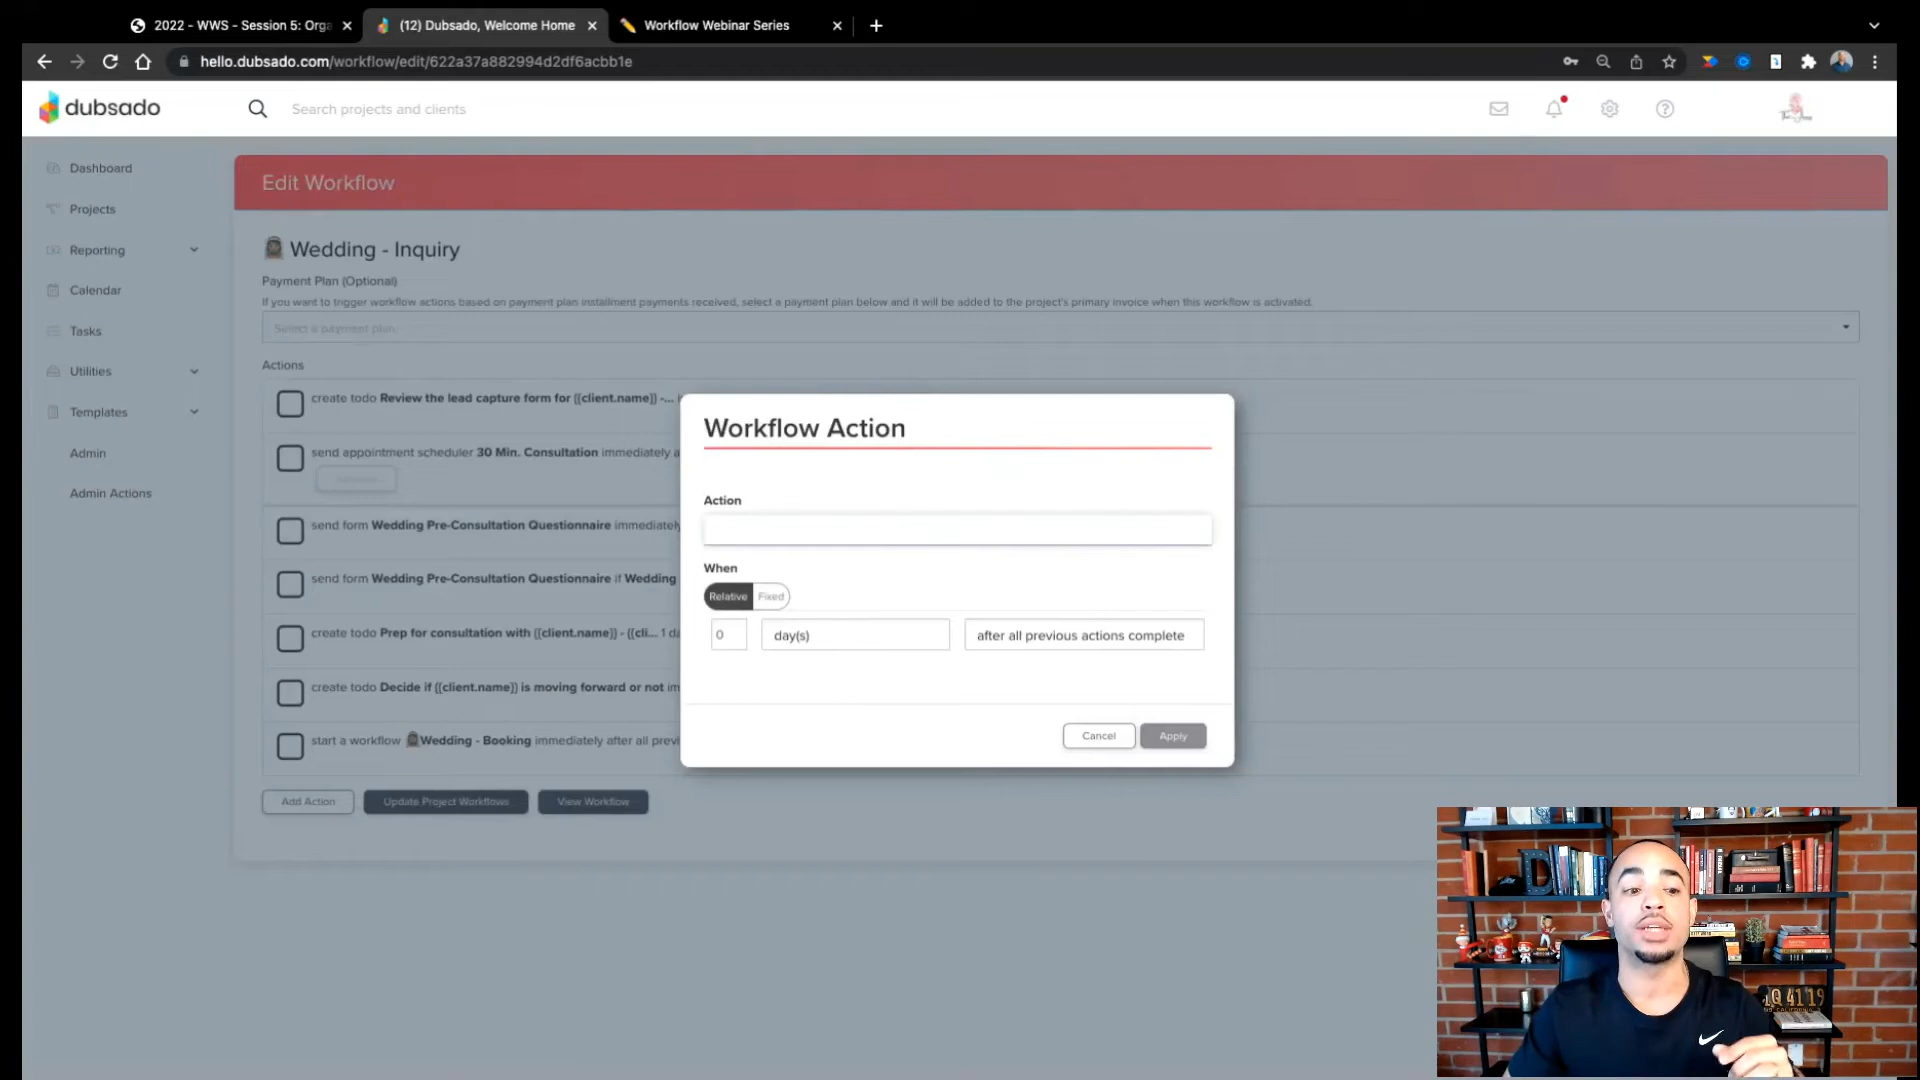 2022 - WWS - Session 5: Orga
(12) Dubsado, Welcome Home
Workflow Webinar Series
hello.dubsado.com/workflow/edit/622a37a882994d2df6acbb1e
dubsado
Search projects and clients
Dashboard
Projects
Reporting
Calendar
Tasks
Utilities
Templates
Admin
Admin Actions
Edit Workflow
Wedding - Inquiry
Payment Plan (Optional)
If you want to trigger workflow actions based on payment plan installment payments received, select a payment plan below and it will be added to the project's primary invoice when this workflow is activated.
Select a payment plan
Actions
create todo Review the lead capture form for {{client.name}} -...
send appointment scheduler 30 Min. Consultation immediately a
send form Wedding Pre-Consultation Questionnaire immediately
send form Wedding Pre-Consultation Questionnaire if Wedding
create todo Prep for consultation with {{client.name}} - {{cli... 1 da
create todo Decide if {{client.name}} is moving forward or not im
start a workflow Wedding - Booking immediately after all previ
Add Action
Update Project Workflows
View Workflow
Workflow Action
Action
When
Relative
Fixed
0
day(s)
after all previous actions complete
Cancel
Apply
D
1Q 41 19